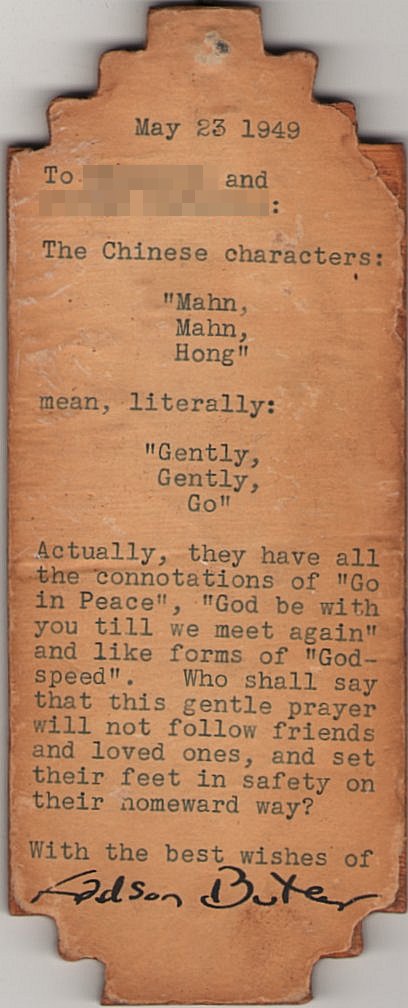 May 23 1949
To and
:
The Chinese characters:
"Mahn,
Mahn,
Hong"
mean, literally:
"Gently,
Gently,
Go"
Actually, they have all
the connotations of "Go
in Peace", "God be with
you till we meet again"
and like forms of "God-
speed". Who shall say
that this gentle prayer
will not follow friends
and loved ones, and set
their feet in safety on
their homeward way?
With the best wishes of